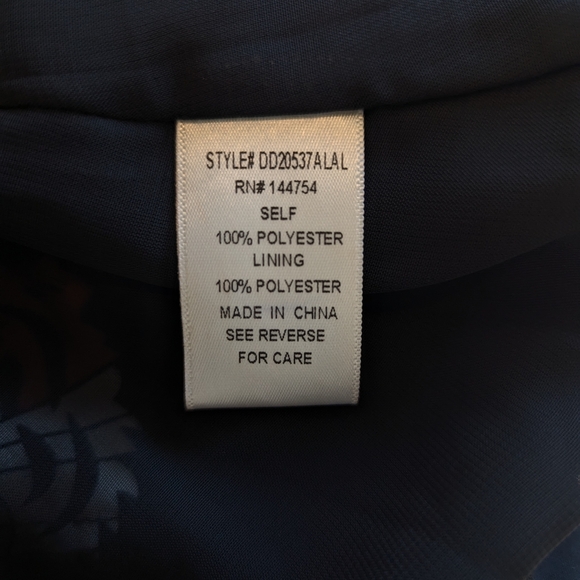 STYLE# DD20537ALAL
RN# 144754
SELF
100% POLYESTER
LINING
100% POLYESTER
MADE IN CHINA
SEE REVERSE
FOR CARE